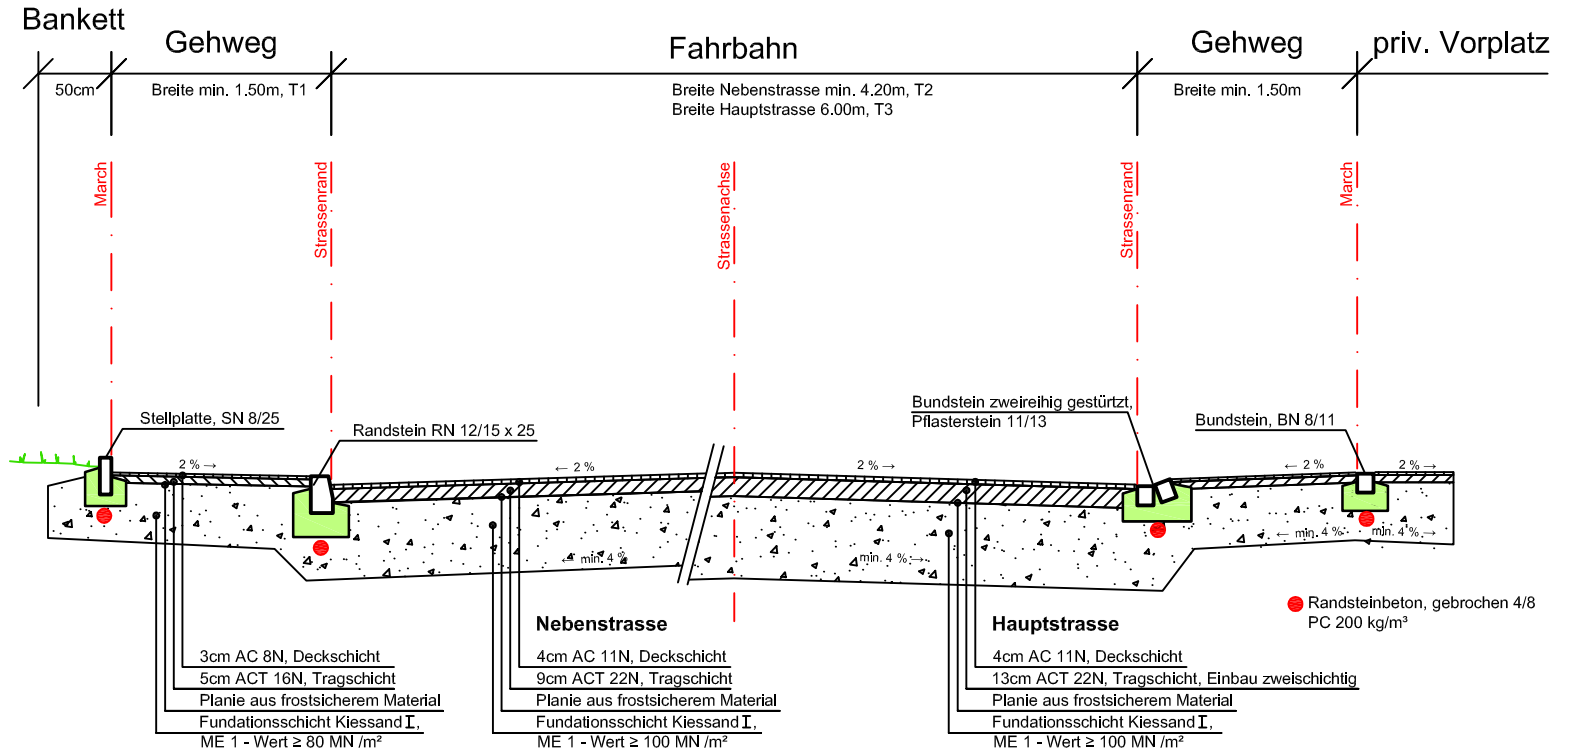 Bankett
Gehweg
Fahrbahn
Gehweg
priv. Vorplatz
50cm
Breite min. 1.50m, T1
Breite Nebenstrasse min. 4.20m, T2
Breite Hauptstrasse 6.00m, T3
Breite min. 1.50m
March
Strassenrand
Strassenachse
Strassenrand
March
Stellplatte, SN 8/25
Randstein RN 12/15 x 25
Bundstein zweireihig gestürtzt,
Pflasterstein 11/13
Bundstein, BN 8/11
2 % →
← 2 %
2 % →
← 2 %
2 % →
← min. 4 %
min. 4 % →
← min. 4 %
min. 4 % →
Randsteinbeton, gebrochen 4/8
PC 200 kg/m³
3cm AC 8N, Deckschicht
5cm ACT 16N, Tragschicht
Planie aus frostsicherem Material
Fundationsschicht Kiessand I,
ME 1 - Wert ≥ 80 MN /m²
Nebenstrasse
4cm AC 11N, Deckschicht
9cm ACT 22N, Tragschicht
Planie aus frostsicherem Material
Fundationsschicht Kiessand I,
ME 1 - Wert ≥ 100 MN /m²
Hauptstrasse
4cm AC 11N, Deckschicht
13cm ACT 22N, Tragschicht, Einbau zweischichtig
Planie aus frostsicherem Material
Fundationsschicht Kiessand I,
ME 1 - Wert ≥ 100 MN /m²